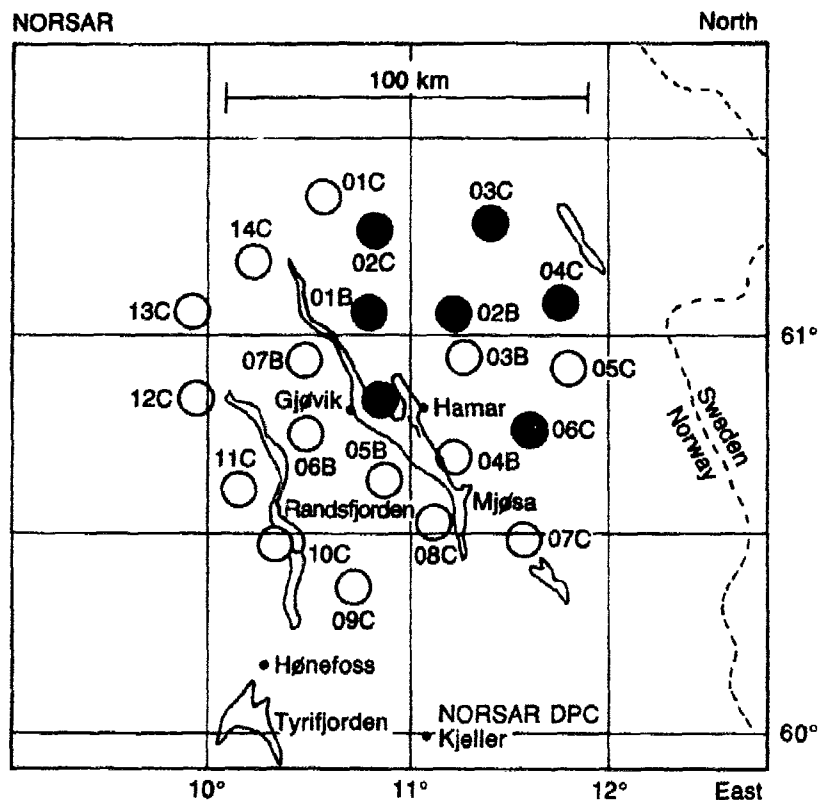 NORSAR
North
100 km
01C
03C
14C
02C
04C
13C
01B
02B
61°
07B
03B
05C
12C
Gjøvik
Hamar
Sweden
Norway
06C
11C
06B
05B
04B
Randsfjorden
Mjøsa
10C
08C
07C
09C
Hønefoss
Tyrifjorden
NORSAR DPC
Kjeller
60°
10°
11°
12°
East